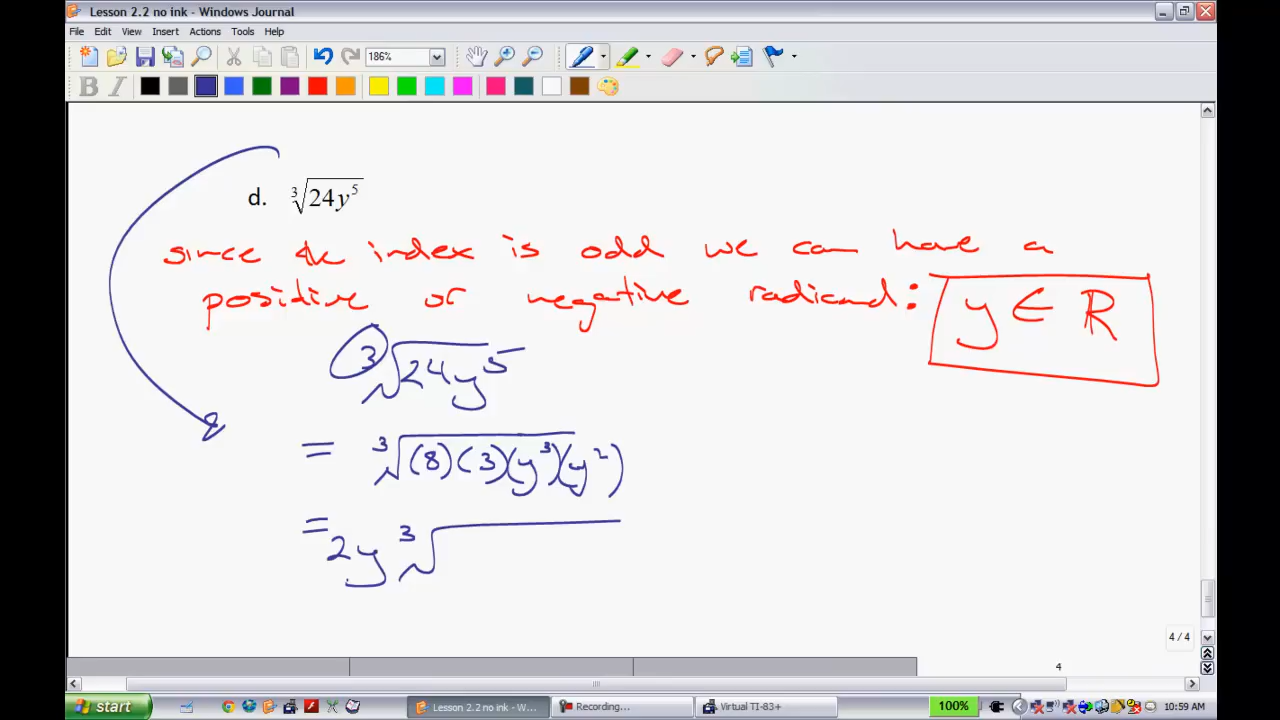 Lesson 2.2 no ink - Windows Journal
File Edit View Insert Actions Tools Help
186%
B I
d. ∛24y⁵
since the index is odd we can have a
positive or negative radicand: y ∈ ℝ
∛24y⁵
= ∛(8)(3)(y³)(y²)
= 2y ∛
4 / 4
4
start
Lesson 2.2 no ink - W...
Recording...
Virtual TI-83+
100%
10:59 AM